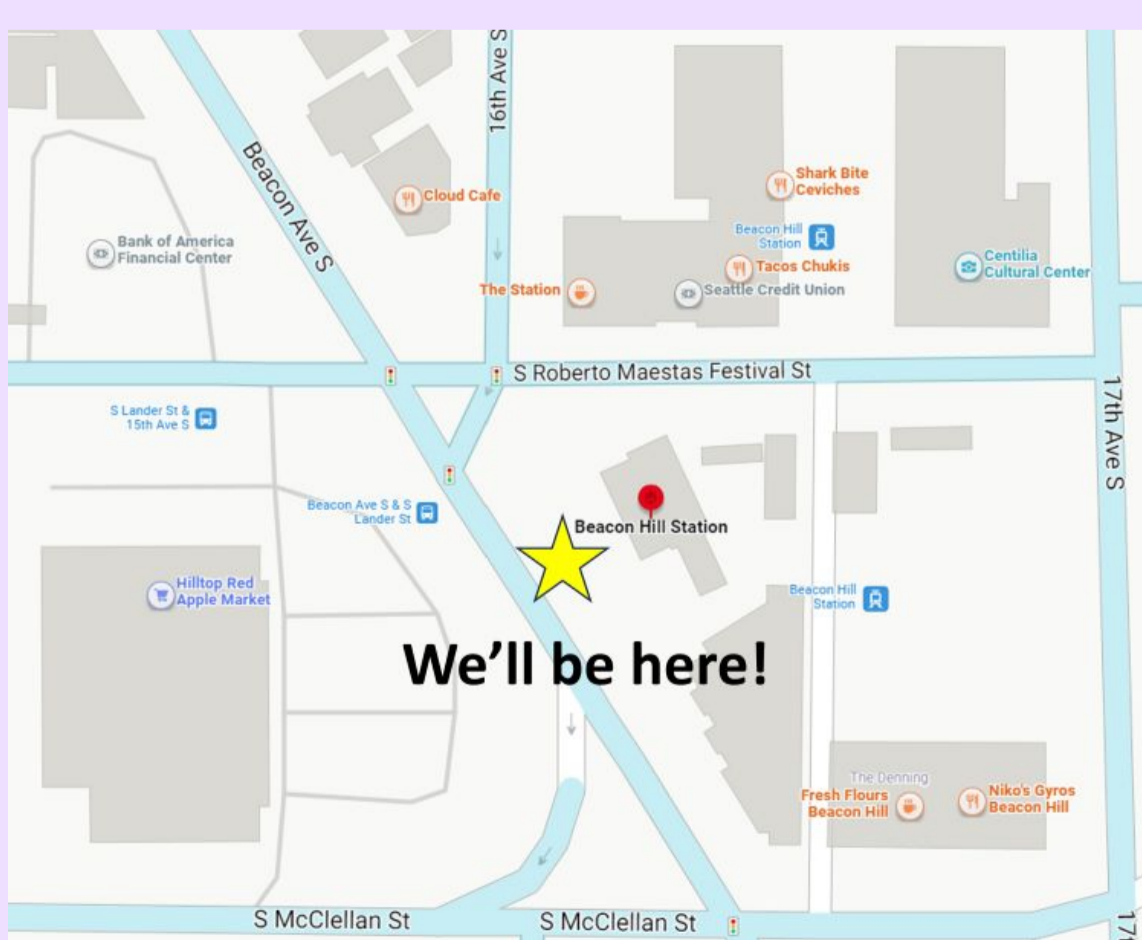 16th Ave S
Beacon Ave S
Cloud Cafe
Shark Bite
Ceviches
Bank of America
Financial Center
Beacon Hill
Station
Centilia
Cultural Center
Tacos Chukis
The Station
Seattle Credit Union
S Roberto Maestas Festival St
17th Ave S
S Lander St &
15th Ave S
Beacon Ave S & S
Lander St
Beacon Hill Station
Hilltop Red
Apple Market
Beacon Hill
Station
We'll be here!
The Denning
Fresh Flours
Beacon Hill
Niko's Gyros
Beacon Hill
S McClellan St
S McClellan St